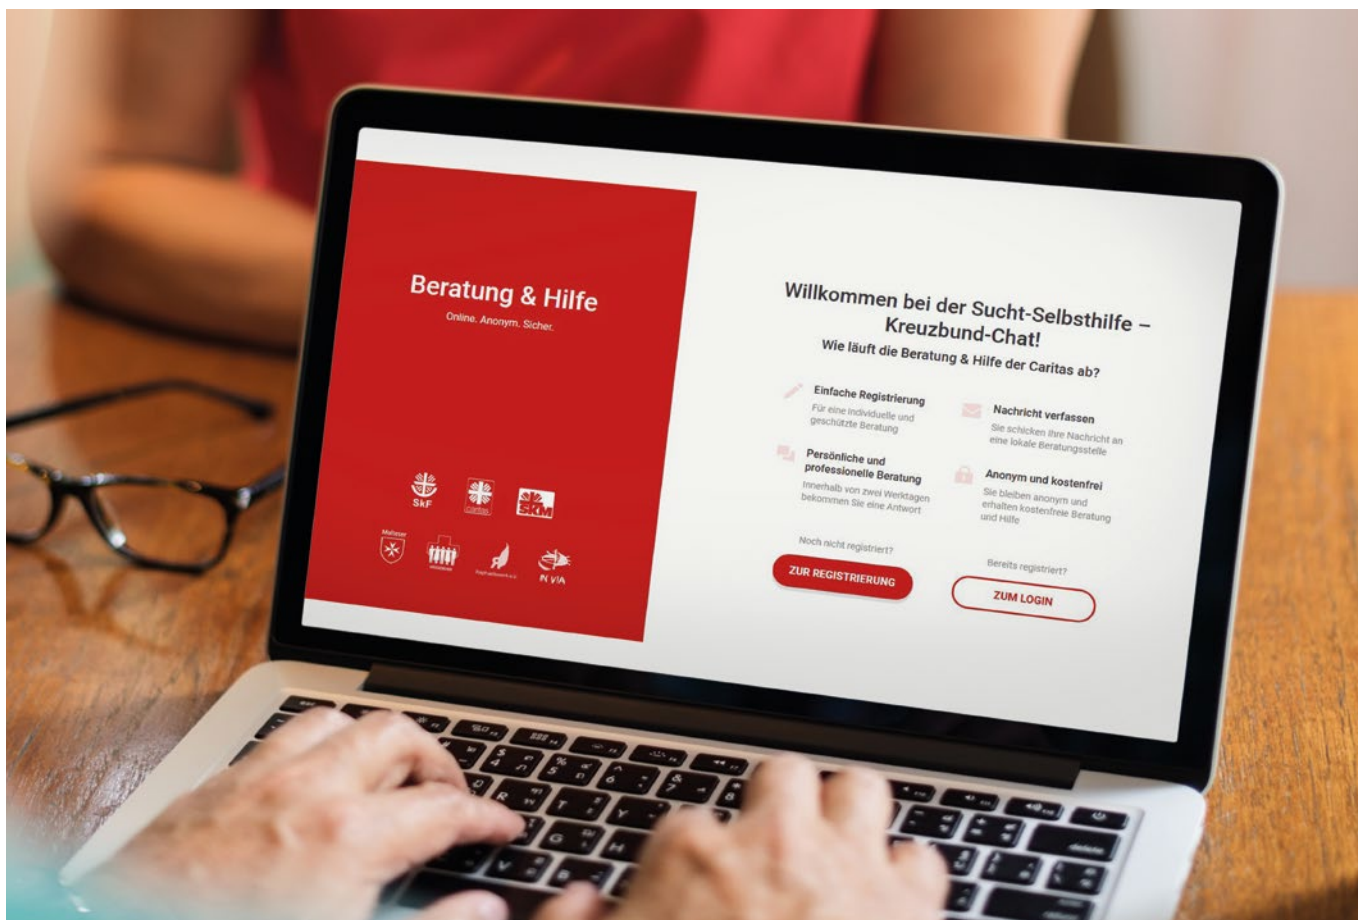 Beratung & Hilfe
Online. Anonym. Sicher.
SkF
caritas
SKM
Malteser
IN VIA
Willkommen bei der Sucht-Selbsthilfe –
Kreuzbund-Chat!
Wie läuft die Beratung & Hilfe der Caritas ab?
Einfache Registrierung
Für eine individuelle und
geschützte Beratung
Nachricht verfassen
Sie schicken Ihre Nachricht an
eine lokale Beratungsstelle
Persönliche und
professionelle Beratung
Innerhalb von zwei Werktagen
bekommen Sie eine Antwort
Anonym und kostenfrei
Sie bleiben anonym und
erhalten kostenfreie Beratung
und Hilfe
Noch nicht registriert?
ZUR REGISTRIERUNG
Bereits registriert?
ZUM LOGIN
delete